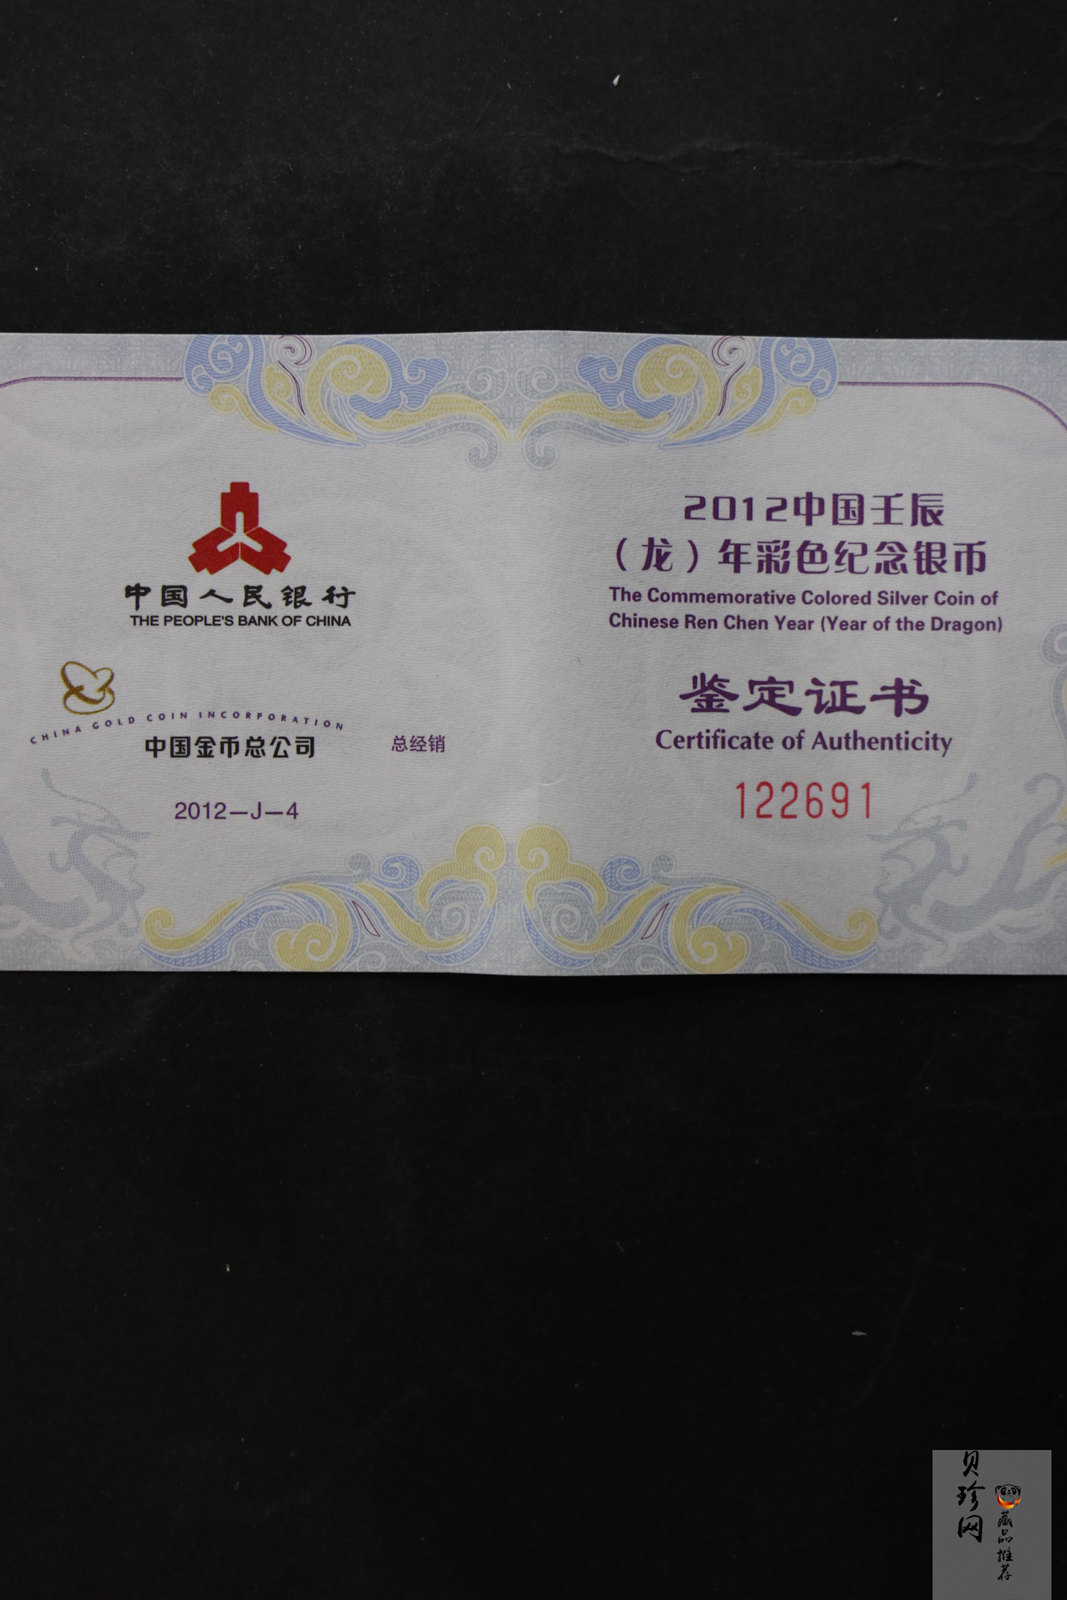 中国人民银行
THE PEOPLE'S BANK OF CHINA
CHINA GOLD COIN INCORPORATION
中国金币总公司 总经销
2012—J—4
2012中国壬辰
（龙）年彩色纪念银币
The Commemorative Colored Silver Coin of
Chinese Ren Chen Year (Year of the Dragon)
鉴定证书
Certificate of Authenticity
122691
贝珍网
藏品推荐